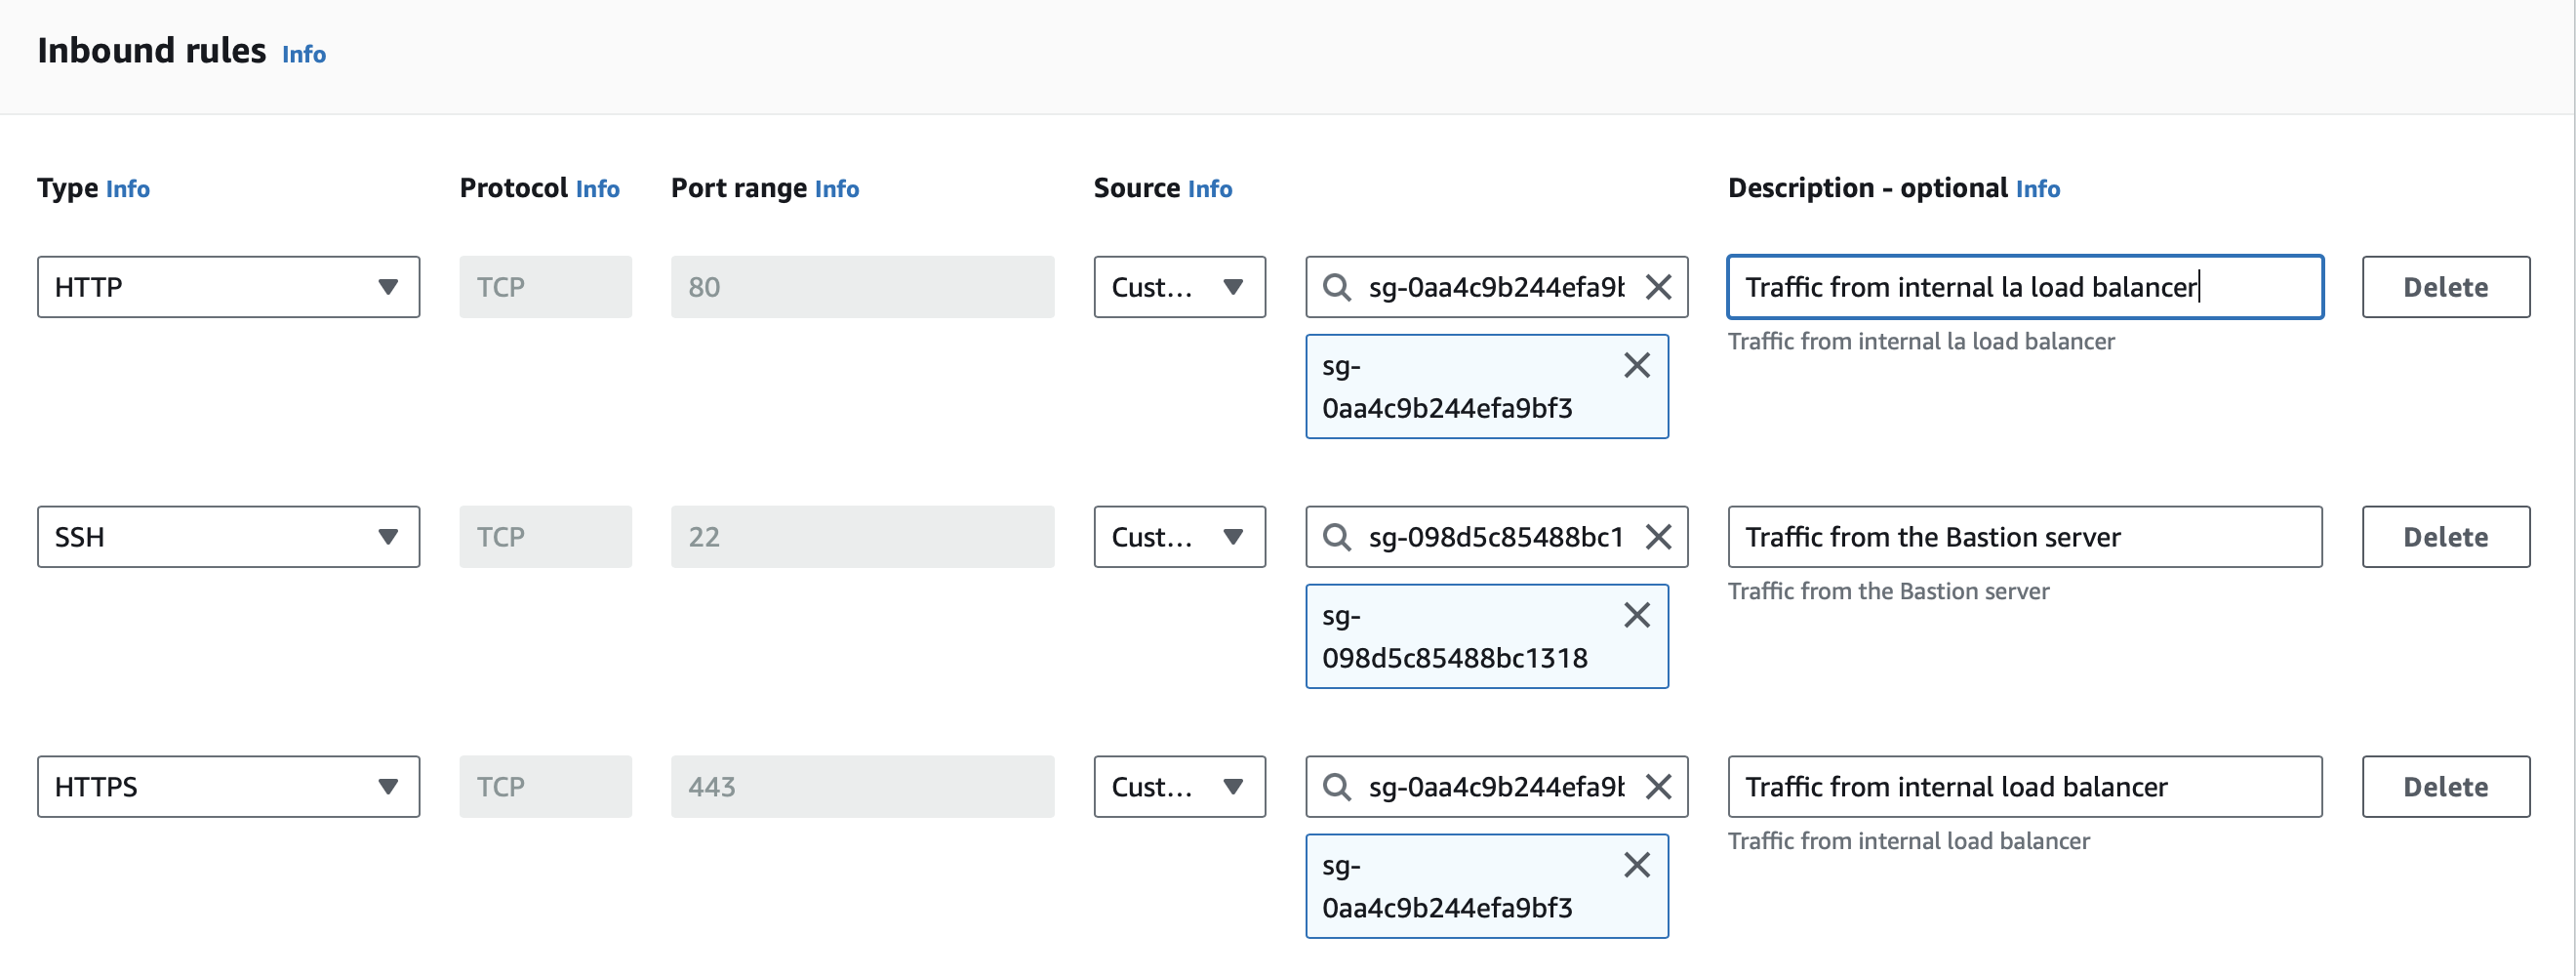 Inbound rules Info
Type Info Protocol Info Port range Info Source Info Description - optional Info
HTTP TCP 80 Cust... sg-0aa4c9b244efa9b Traffic from internal la load balancer Delete
sg-
0aa4c9b244efa9bf3
Traffic from internal la load balancer
SSH TCP 22 Cust... sg-098d5c85488bc1 Traffic from the Bastion server Delete
sg-
098d5c85488bc1318
Traffic from the Bastion server
HTTPS TCP 443 Cust... sg-0aa4c9b244efa9b Traffic from internal load balancer Delete
sg-
0aa4c9b244efa9bf3
Traffic from internal load balancer